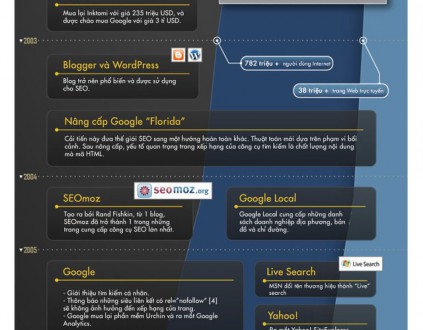 Mua lại Inktomi với giá 235 triệu USD, và
được chào mua Google với giá 3 tỉ USD.
2003
782 triệu người dùng Internet
Blogger và WordPress
Blog trở nên phổ biến và được sử dụng
cho SEO.
38 triệu trang Web trực tuyến
Nâng cấp Google “Florida”
Cải tiến này đưa thế giới SEO sang một hướng hoàn toàn khác. Thuật toán mới dựa trên phạm vi bối
cảnh. Sau nâng cấp, yếu tố quan trọng trong xếp hạng của công cụ tìm kiếm là chất lượng nội dung
mà mã HTML.
2004
seomoz.org
SEOmoz
Tạo ra bởi Rand Fishkin, từ 1 blog,
SEOmoz đã trở thành 1 trang những
trang cung cấp công cụ SEO lớn nhất.
Google Local
Google Local cung cấp những danh
sách doanh nghiệp địa phương, bản
đồ và chỉ đường.
2005
Live Search
Google
- Giới thiệu tìm kiếm cá nhân.
- Thông báo những siêu liên kết có rel="nofollow" [4]
sẽ không ảnh hưởng đến xếp hạng cửa trang.
- Google mua lại phần mềm Urchin và ra mắt Google
Analytics.
Live Search
MSN đổi tên thương hiệu thành "Live"
search
Yahoo!
Ra mắt Yahoo! SiteExplorer